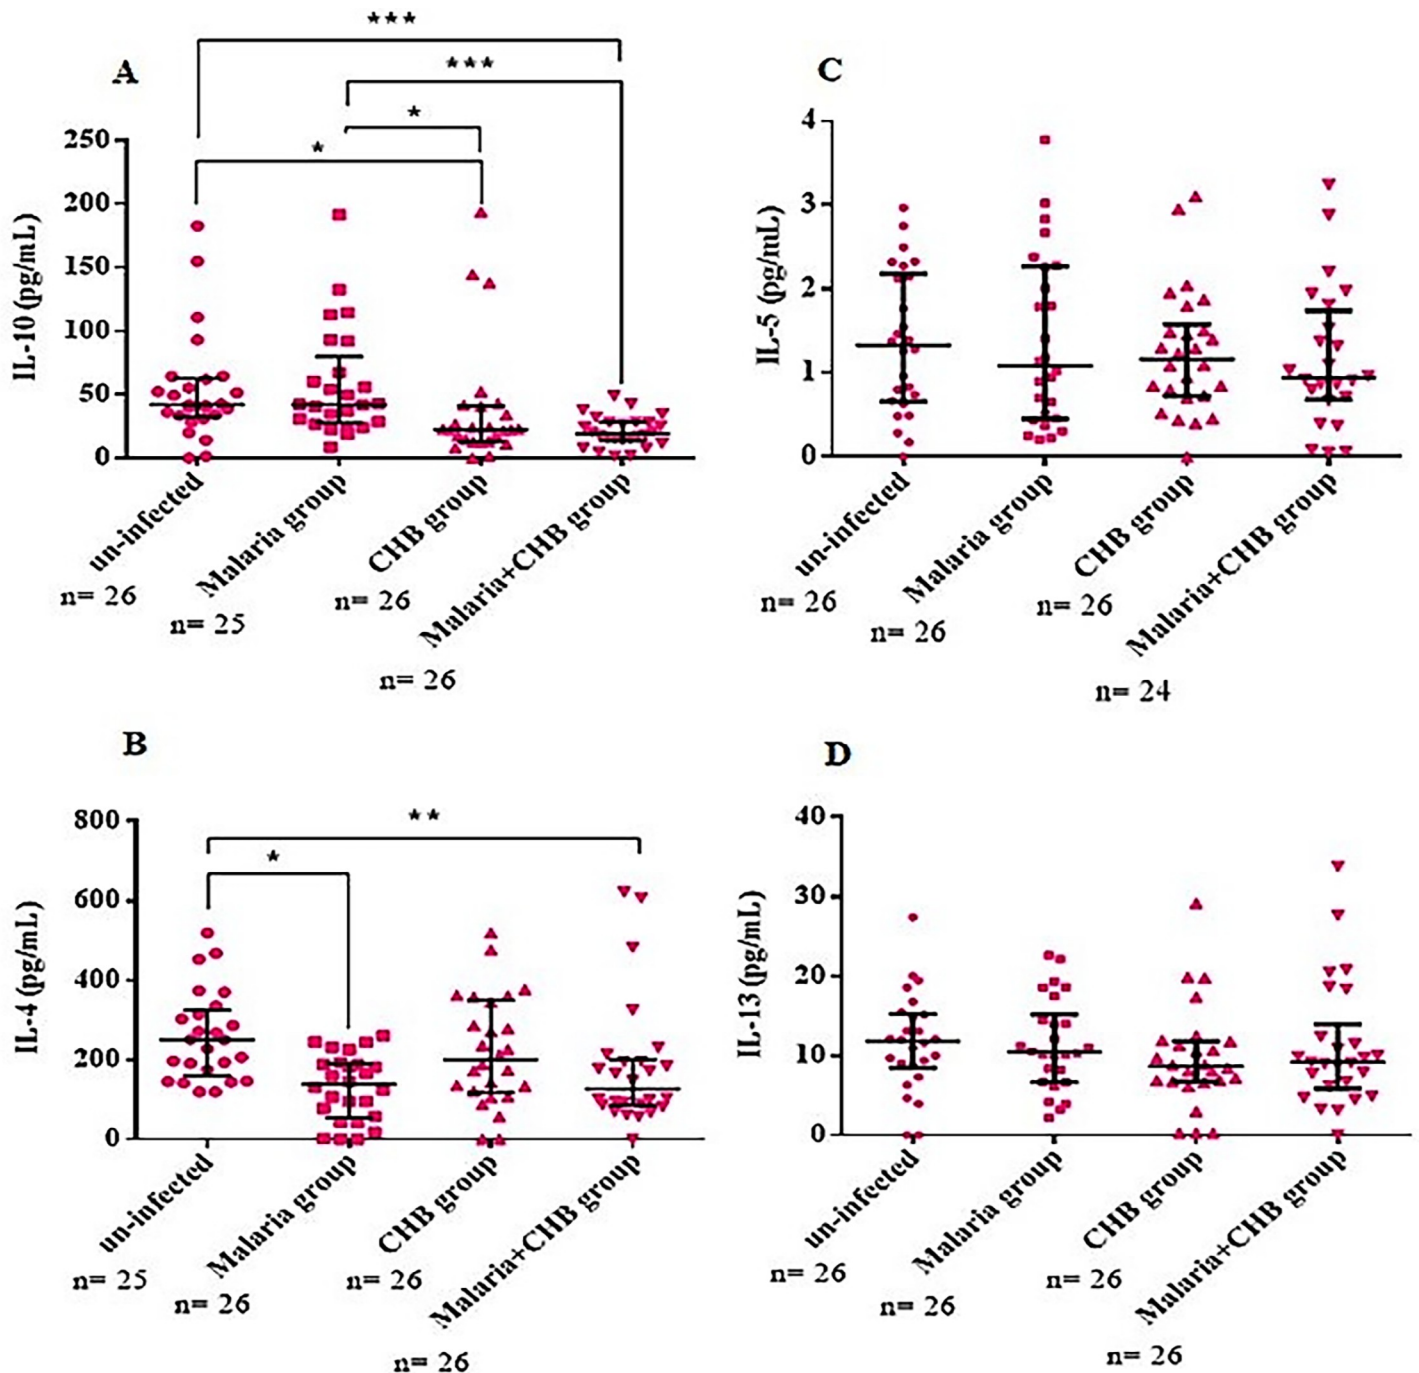 ***
A
***
*
*
250
200
150
100
50
0
IL-10 (pg/mL)
un-infected
Malaria group
CHB group
Malaria+CHB group
n= 26
n= 25
n= 26
n= 26
C
4
3
2
1
0
IL-5 (pg/mL)
un-infected
Malaria group
CHB group
Malaria+CHB group
n= 26
n= 26
n= 26
n= 24
B
**
*
800
600
400
200
0
IL-4 (pg/mL)
un-infected
Malaria group
CHB group
Malaria+CHB group
n= 25
n= 26
n= 26
n= 26
D
40
30
20
10
0
IL-13 (pg/mL)
un-infected
Malaria group
CHB group
Malaria+CHB group
n= 26
n= 26
n= 26
n= 26